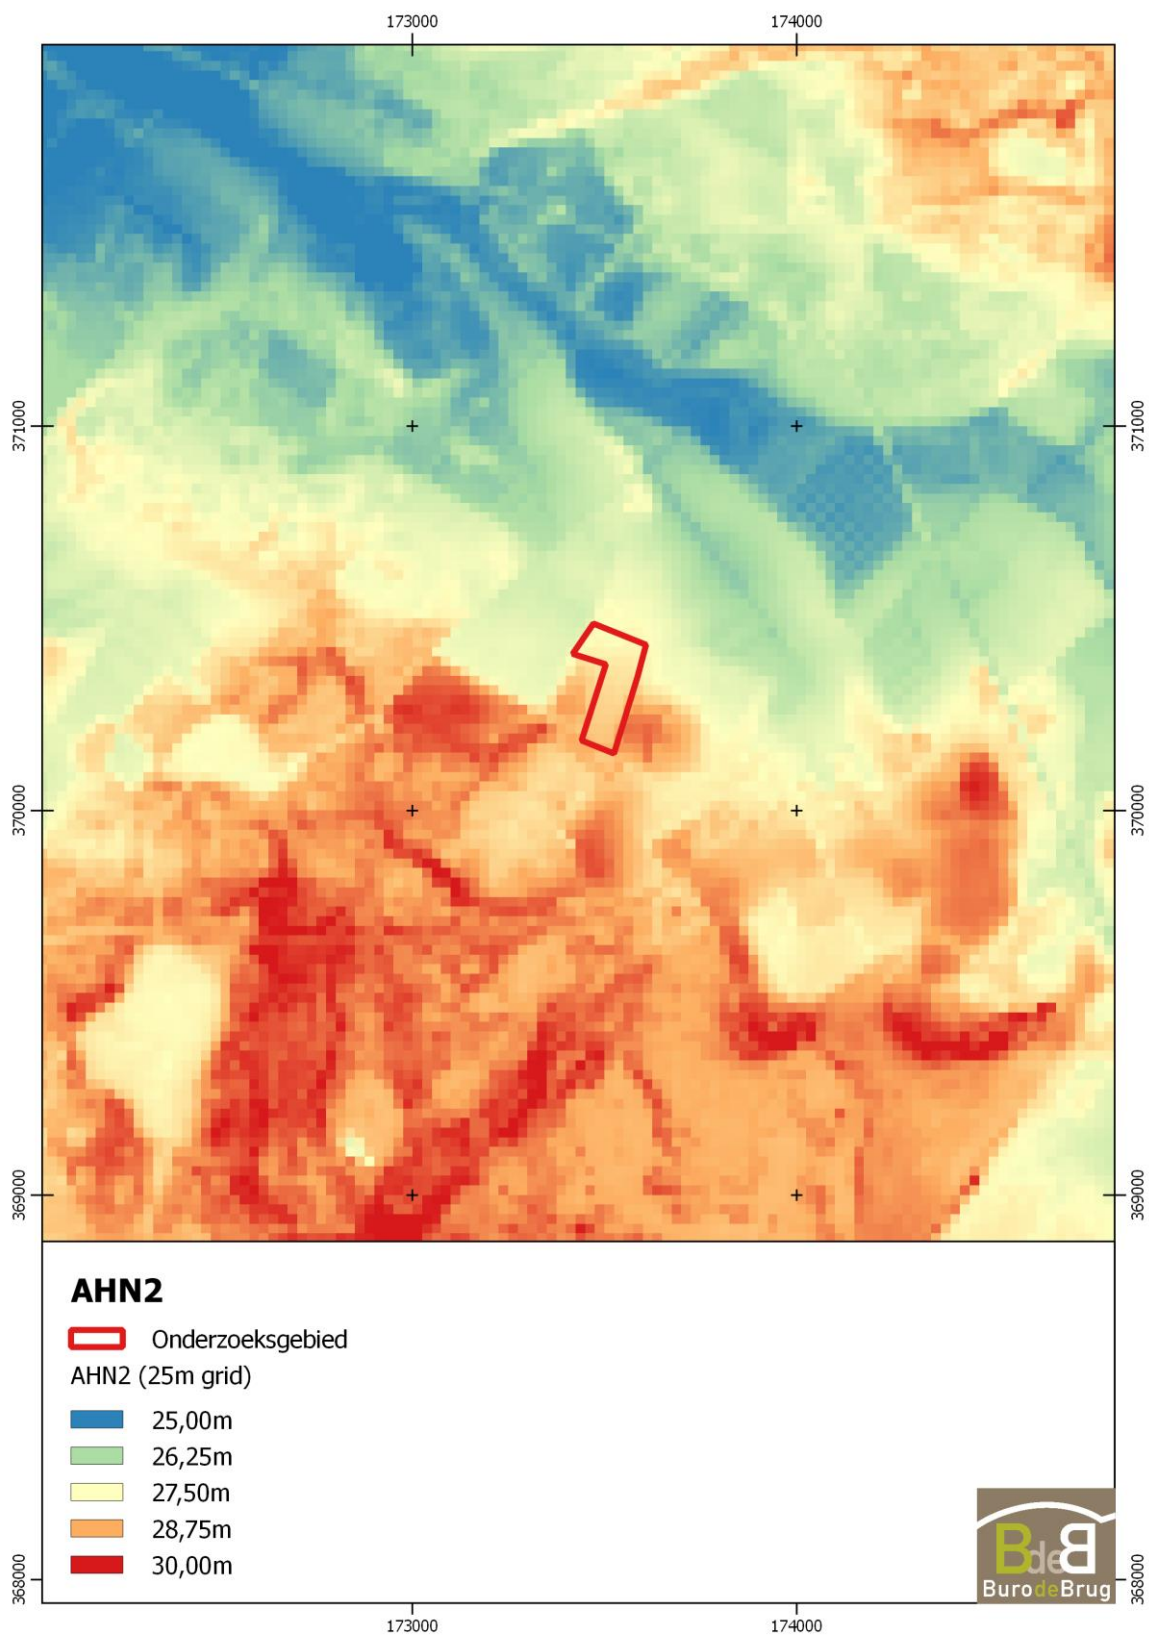 173000 174000
371000 371000
370000 370000
369000 369000
AHN2
Onderzoeksgebied
AHN2 (25m grid)
25,00m
26,25m
27,50m
28,75m
30,00m
BdeB
BurodeBrug
368000 368000
173000 174000